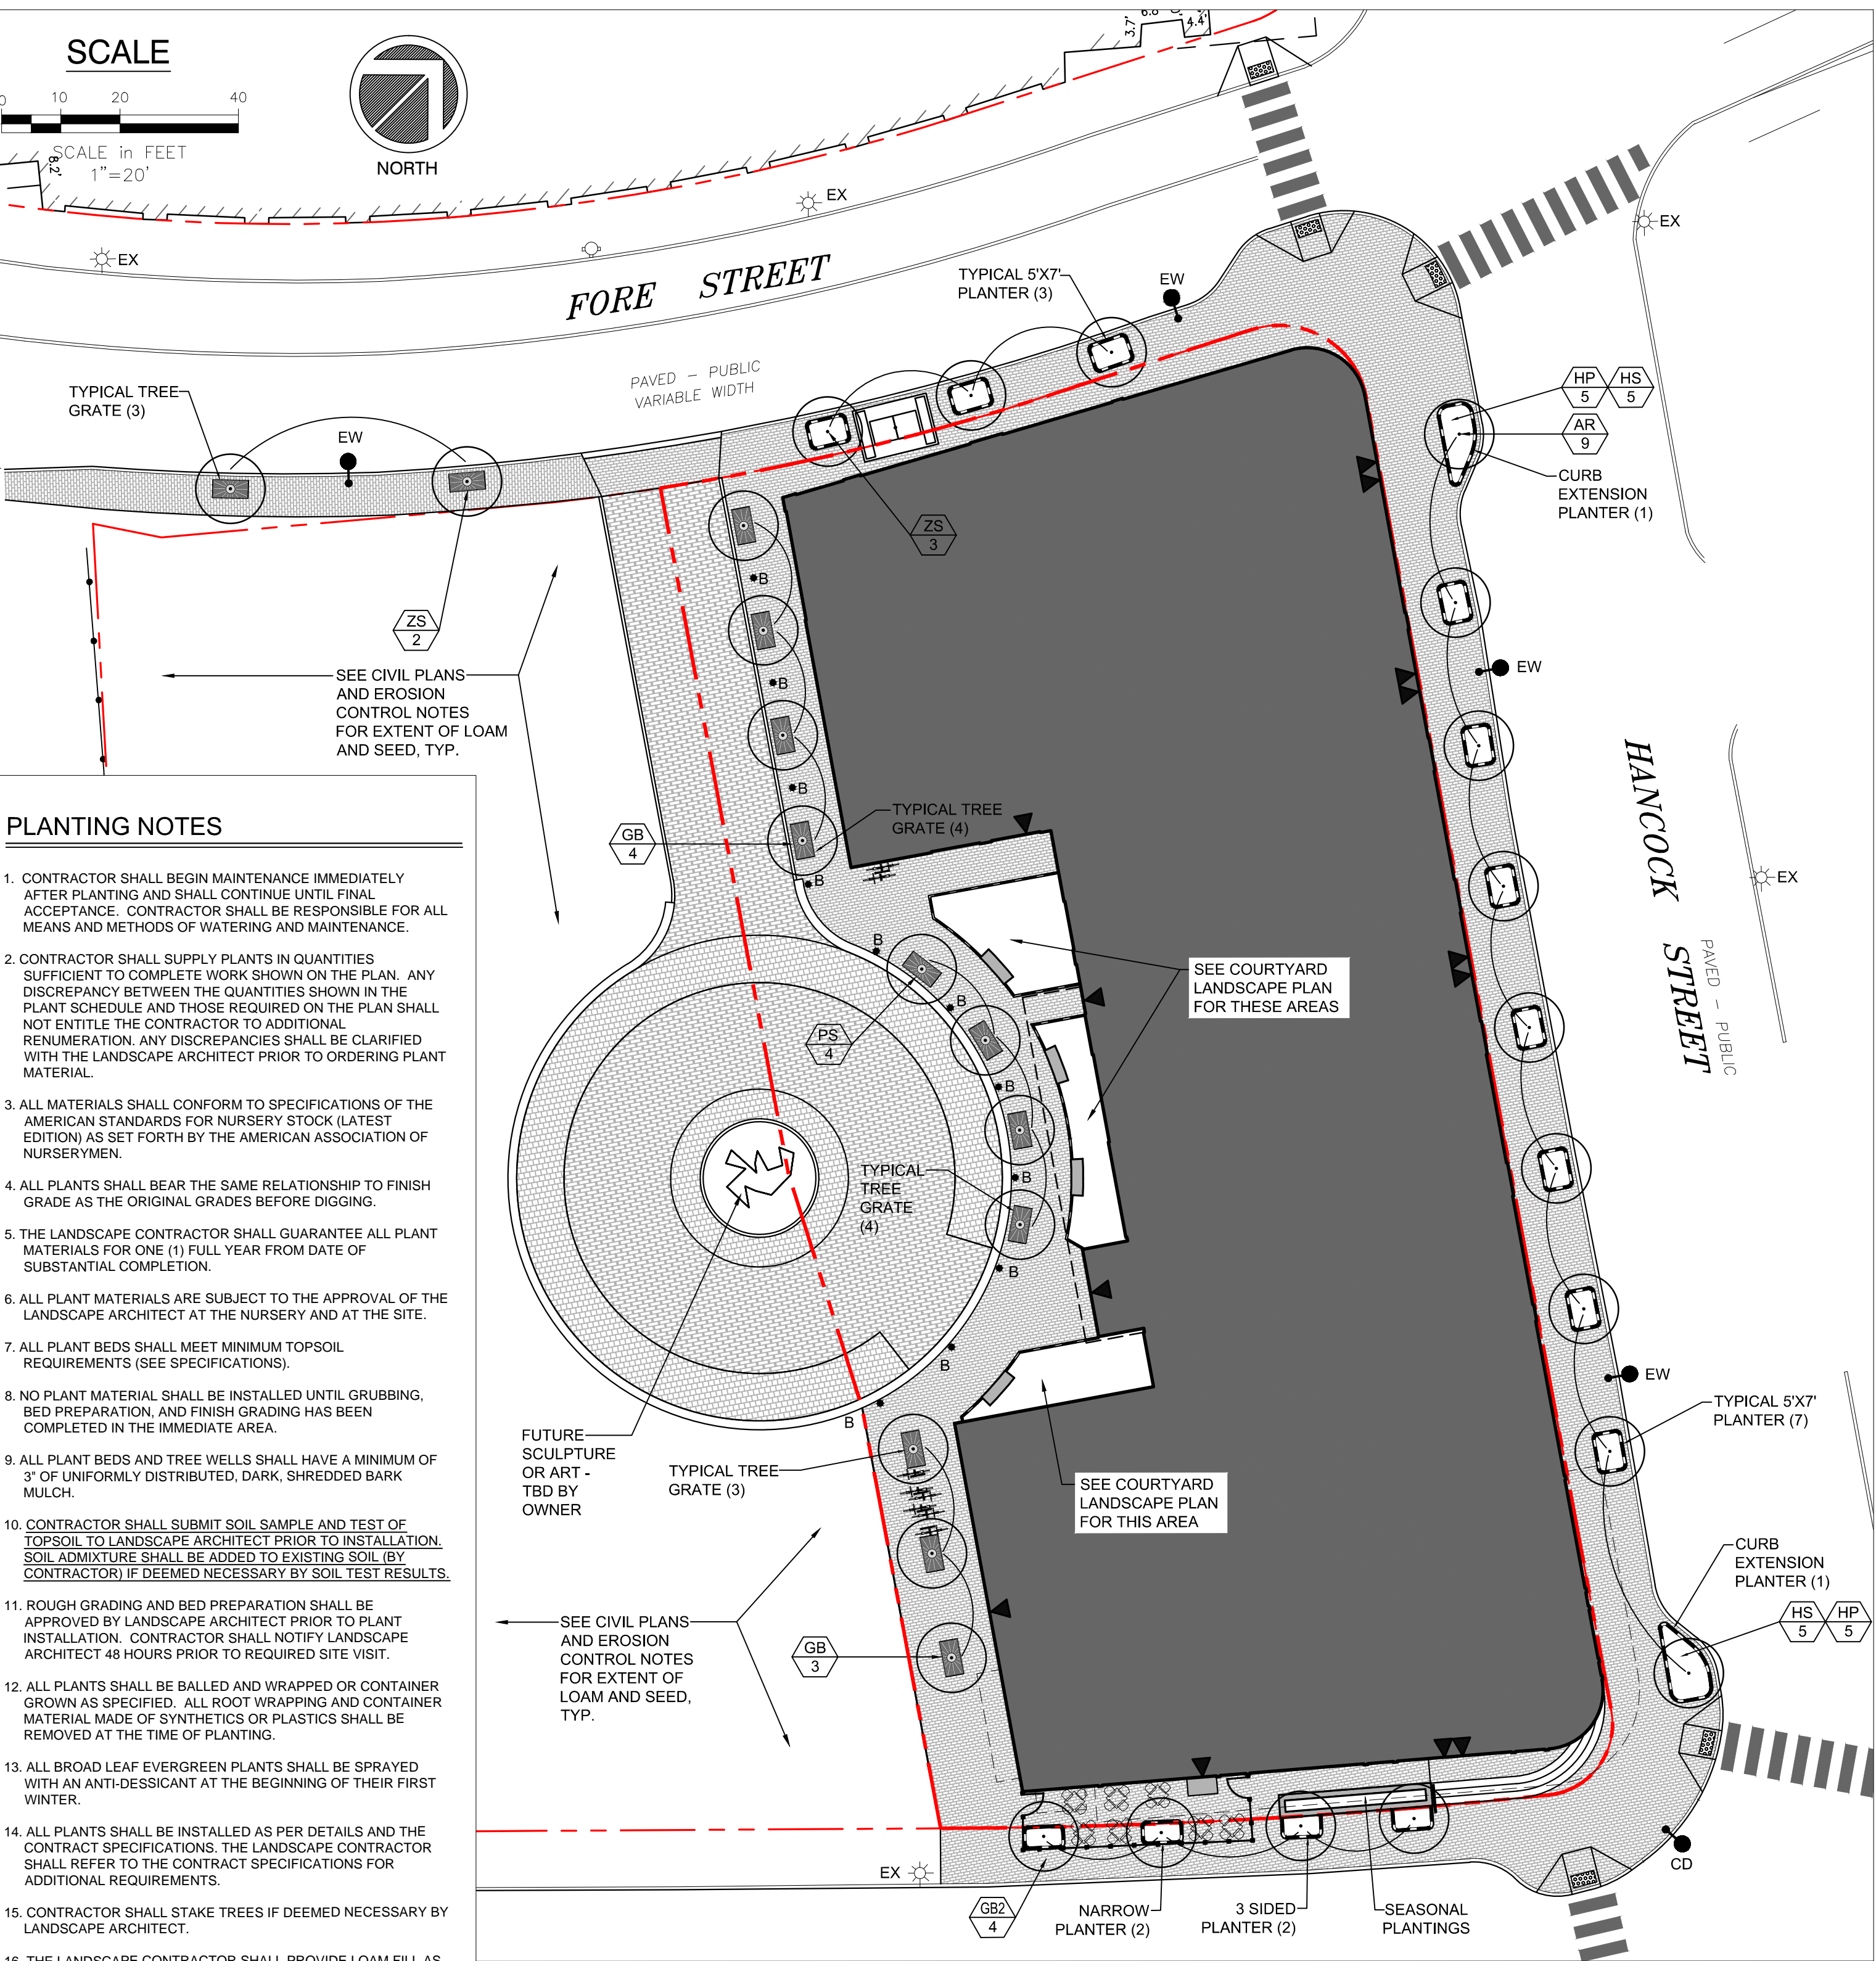 SCALE
0 10 20 40
SCALE in FEET
1"=20'
8.2'
NORTH
3.7'
6.8'
4.4'
EX
EX
EX
FORE STREET
PAVED – PUBLIC
VARIABLE WIDTH
TYPICAL 5'X7'
PLANTER (3)
EW
TYPICAL TREE
GRATE (3)
EW
HP HS
5 5
AR
9
CURB
EXTENSION
PLANTER (1)
ZS
3
ZS
2
B
B
B
B
SEE CIVIL PLANS
AND EROSION
CONTROL NOTES
FOR EXTENT OF LOAM
AND SEED, TYP.
EW
HANCOCK STREET
PAVED – PUBLIC
EX
TYPICAL TREE
GRATE (4)
GB
4
B
B
B
B
B
B
B
PS
4
SEE COURTYARD
LANDSCAPE PLAN
FOR THESE AREAS
TYPICAL
TREE
GRATE
(4)
FUTURE
SCULPTURE
OR ART -
TBD BY
OWNER
TYPICAL TREE
GRATE (3)
SEE COURTYARD
LANDSCAPE PLAN
FOR THIS AREA
EW
TYPICAL 5'X7'
PLANTER (7)
CURB
EXTENSION
PLANTER (1)
HS HP
5 5
SEE CIVIL PLANS
AND EROSION
CONTROL NOTES
FOR EXTENT OF
LOAM AND SEED,
TYP.
GB
3
EX
GB2
4
NARROW
PLANTER (2)
3 SIDED
PLANTER (2)
SEASONAL
PLANTINGS
CD
PLANTING NOTES
1. CONTRACTOR SHALL BEGIN MAINTENANCE IMMEDIATELY
AFTER PLANTING AND SHALL CONTINUE UNTIL FINAL
ACCEPTANCE. CONTRACTOR SHALL BE RESPONSIBLE FOR ALL
MEANS AND METHODS OF WATERING AND MAINTENANCE.
2. CONTRACTOR SHALL SUPPLY PLANTS IN QUANTITIES
SUFFICIENT TO COMPLETE WORK SHOWN ON THE PLAN. ANY
DISCREPANCY BETWEEN THE QUANTITIES SHOWN IN THE
PLANT SCHEDULE AND THOSE REQUIRED ON THE PLAN SHALL
NOT ENTITLE THE CONTRACTOR TO ADDITIONAL
RENUMERATION. ANY DISCREPANCIES SHALL BE CLARIFIED
WITH THE LANDSCAPE ARCHITECT PRIOR TO ORDERING PLANT
MATERIAL.
3. ALL MATERIALS SHALL CONFORM TO SPECIFICATIONS OF THE
AMERICAN STANDARDS FOR NURSERY STOCK (LATEST
EDITION) AS SET FORTH BY THE AMERICAN ASSOCIATION OF
NURSERYMEN.
4. ALL PLANTS SHALL BEAR THE SAME RELATIONSHIP TO FINISH
GRADE AS THE ORIGINAL GRADES BEFORE DIGGING.
5. THE LANDSCAPE CONTRACTOR SHALL GUARANTEE ALL PLANT
MATERIALS FOR ONE (1) FULL YEAR FROM DATE OF
SUBSTANTIAL COMPLETION.
6. ALL PLANT MATERIALS ARE SUBJECT TO THE APPROVAL OF THE
LANDSCAPE ARCHITECT AT THE NURSERY AND AT THE SITE.
7. ALL PLANT BEDS SHALL MEET MINIMUM TOPSOIL
REQUIREMENTS (SEE SPECIFICATIONS).
8. NO PLANT MATERIAL SHALL BE INSTALLED UNTIL GRUBBING,
BED PREPARATION, AND FINISH GRADING HAS BEEN
COMPLETED IN THE IMMEDIATE AREA.
9. ALL PLANT BEDS AND TREE WELLS SHALL HAVE A MINIMUM OF
3" OF UNIFORMLY DISTRIBUTED, DARK, SHREDDED BARK
MULCH.
10. CONTRACTOR SHALL SUBMIT SOIL SAMPLE AND TEST OF
TOPSOIL TO LANDSCAPE ARCHITECT PRIOR TO INSTALLATION.
SOIL ADMIXTURE SHALL BE ADDED TO EXISTING SOIL (BY
CONTRACTOR) IF DEEMED NECESSARY BY SOIL TEST RESULTS.
11. ROUGH GRADING AND BED PREPARATION SHALL BE
APPROVED BY LANDSCAPE ARCHITECT PRIOR TO PLANT
INSTALLATION. CONTRACTOR SHALL NOTIFY LANDSCAPE
ARCHITECT 48 HOURS PRIOR TO REQUIRED SITE VISIT.
12. ALL PLANTS SHALL BE BALLED AND WRAPPED OR CONTAINER
GROWN AS SPECIFIED. ALL ROOT WRAPPING AND CONTAINER
MATERIAL MADE OF SYNTHETICS OR PLASTICS SHALL BE
REMOVED AT THE TIME OF PLANTING.
13. ALL BROAD LEAF EVERGREEN PLANTS SHALL BE SPRAYED
WITH AN ANTI-DESSICANT AT THE BEGINNING OF THEIR FIRST
WINTER.
14. ALL PLANTS SHALL BE INSTALLED AS PER DETAILS AND THE
CONTRACT SPECIFICATIONS. THE LANDSCAPE CONTRACTOR
SHALL REFER TO THE CONTRACT SPECIFICATIONS FOR
ADDITIONAL REQUIREMENTS.
15. CONTRACTOR SHALL STAKE TREES IF DEEMED NECESSARY BY
LANDSCAPE ARCHITECT.
16. THE LANDSCAPE CONTRACTOR SHALL PROVIDE LOAM FILL AS